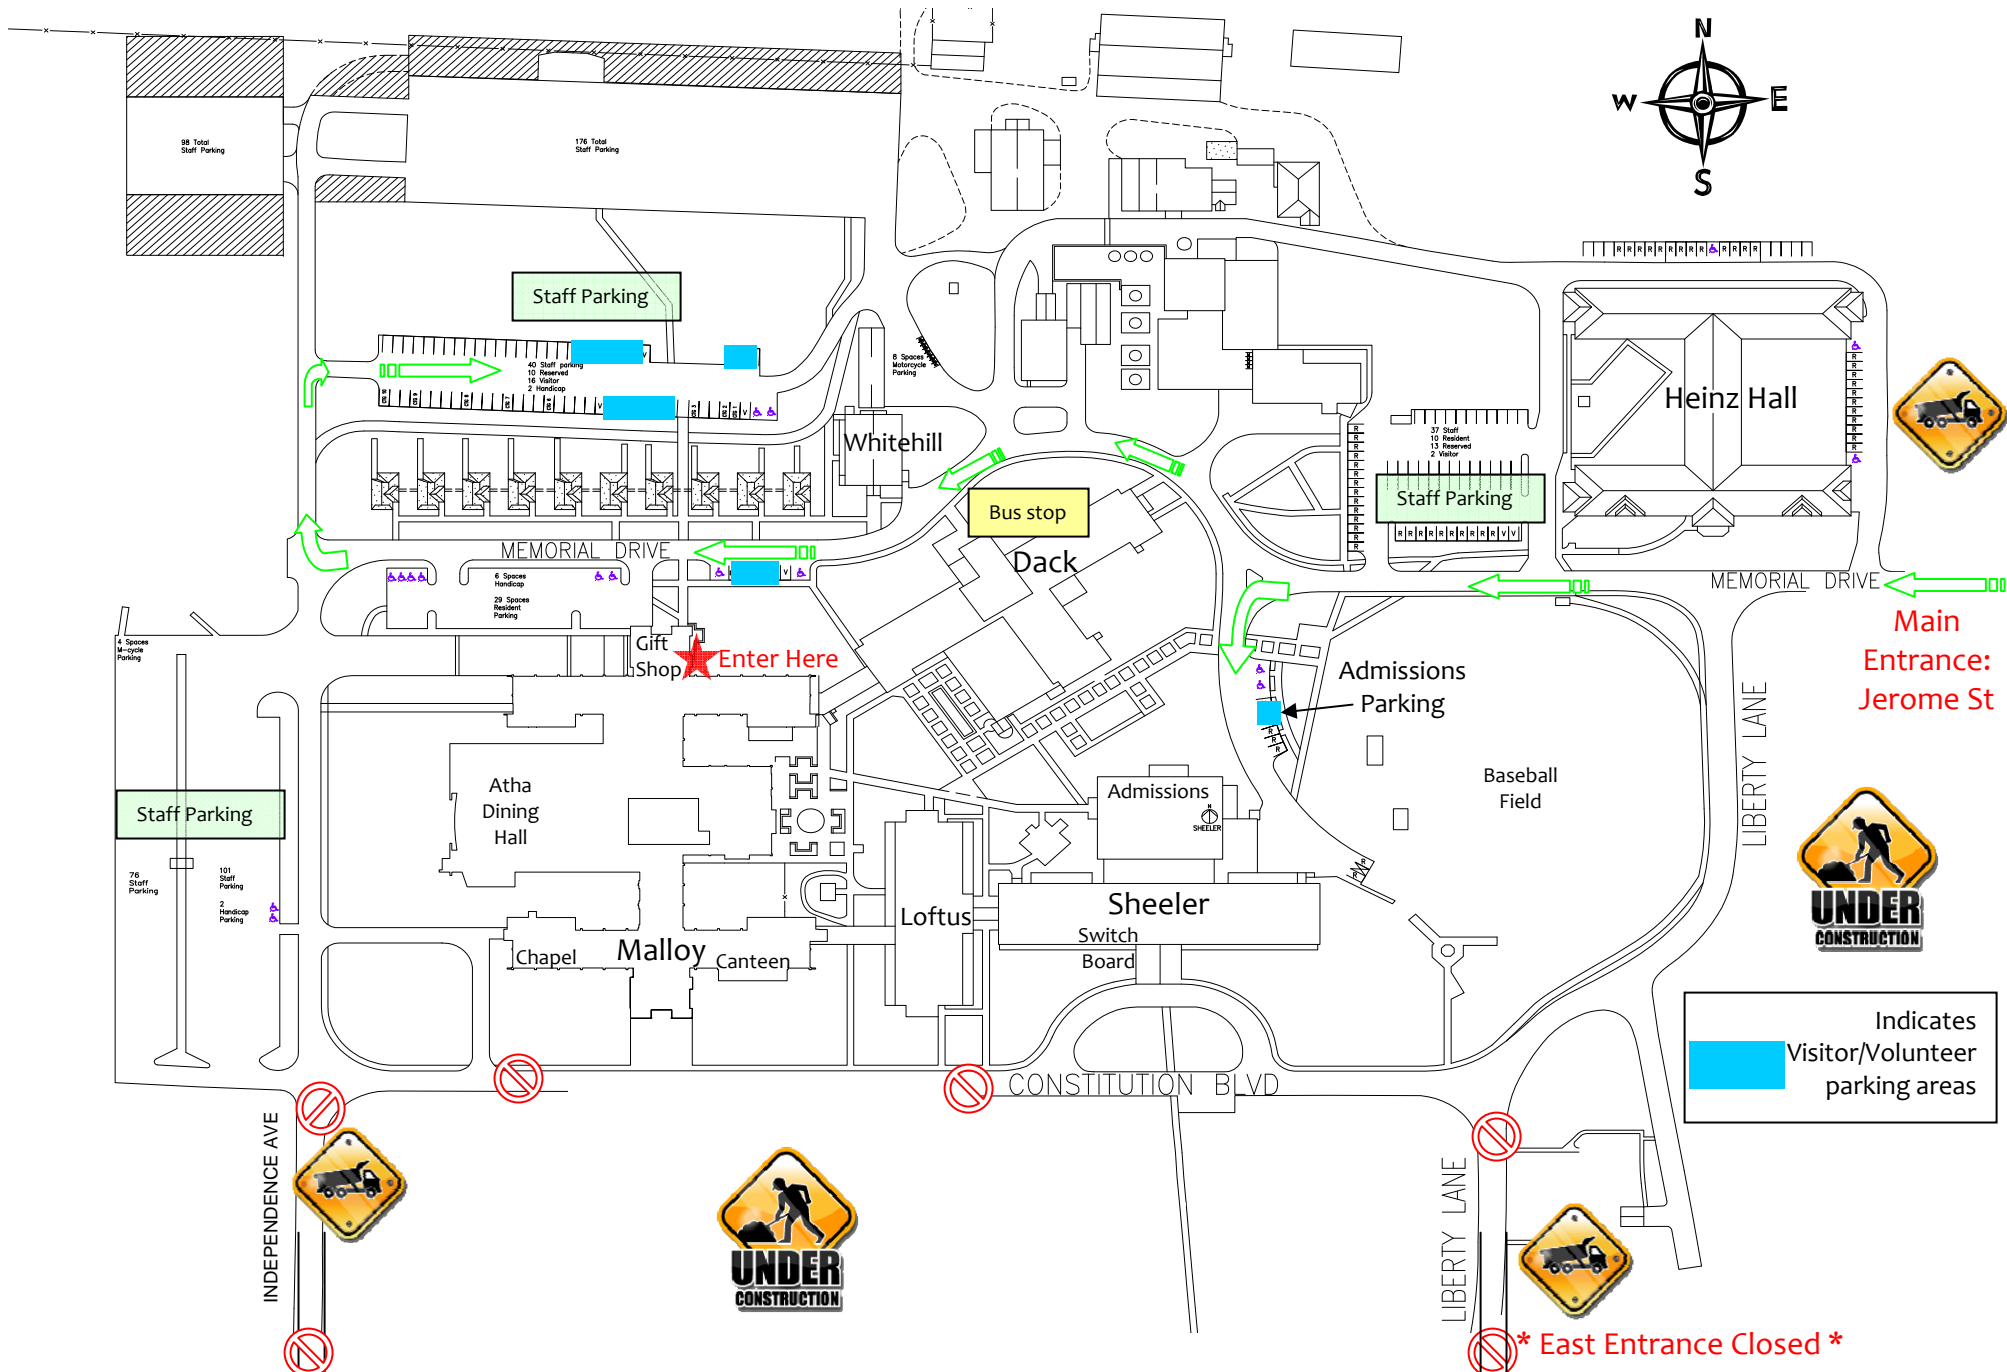 N
W
E
S
98 Total
Staff Parking
176 Total
Staff Parking
Staff Parking
40 Staff parking
10 Reserved
16 Visitor
2 Handicap
8 Spaces
Motorcycle
Parking
Whitehill
Heinz Hall
37 Staff
10 Resident
13 Reserved
2 Visitor
Staff Parking
R R R R R R R R R R V V
Bus stop
Dack
MEMORIAL DRIVE
MEMORIAL DRIVE
Main
Entrance:
Jerome St
6 Spaces
Handicap
29 Spaces
Resident
Parking
4 Spaces
M-cycle
Parking
Gift
Shop
Enter Here
Admissions
Parking
LIBERTY LANE
Baseball
Field
Atha
Dining
Hall
Admissions
N
SHEELER
Staff Parking
76
Staff
Parking
101
Staff
Parking
2
Handicap
Parking
Loftus
Sheeler
Switch
Board
Chapel
Malloy
Canteen
UNDER
CONSTRUCTION
Indicates
Visitor/Volunteer
parking areas
CONSTITUTION BLVD
INDEPENDENCE AVE
UNDER
CONSTRUCTION
LIBERTY LANE
* East Entrance Closed *